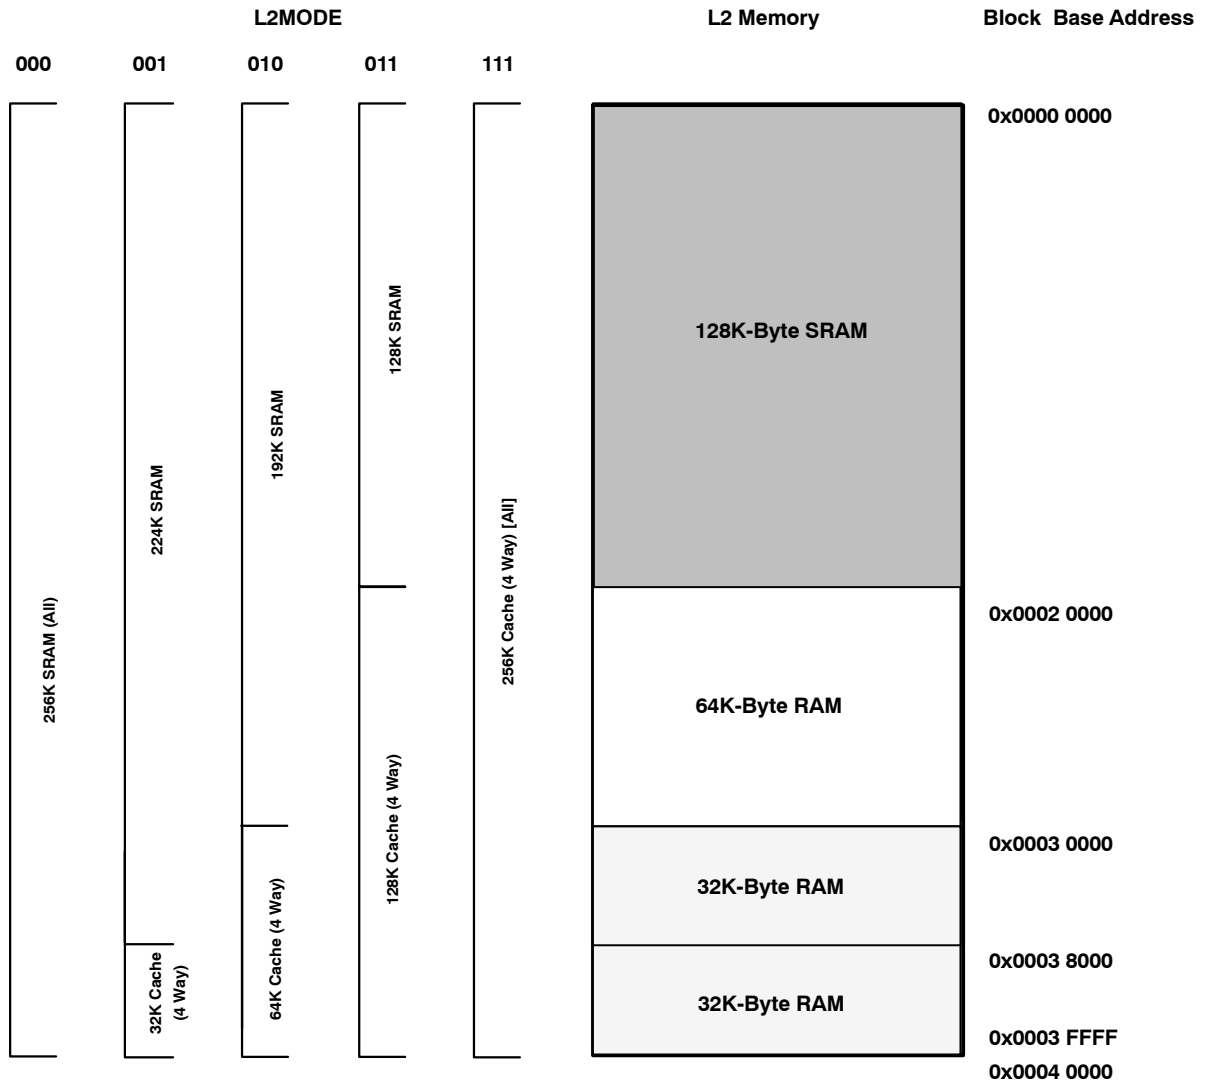 L2MODE
L2 Memory
Block Base Address
000
001
010
011
111
0x0000 0000
128K SRAM
128K-Byte SRAM
192K SRAM
224K SRAM
256K Cache (4 Way) [All]
256K SRAM (All)
0x0002 0000
64K-Byte RAM
128K Cache (4 Way)
0x0003 0000
32K-Byte RAM
64K Cache (4 Way)
0x0003 8000
32K Cache
(4 Way)
32K-Byte RAM
0x0003 FFFF
0x0004 0000